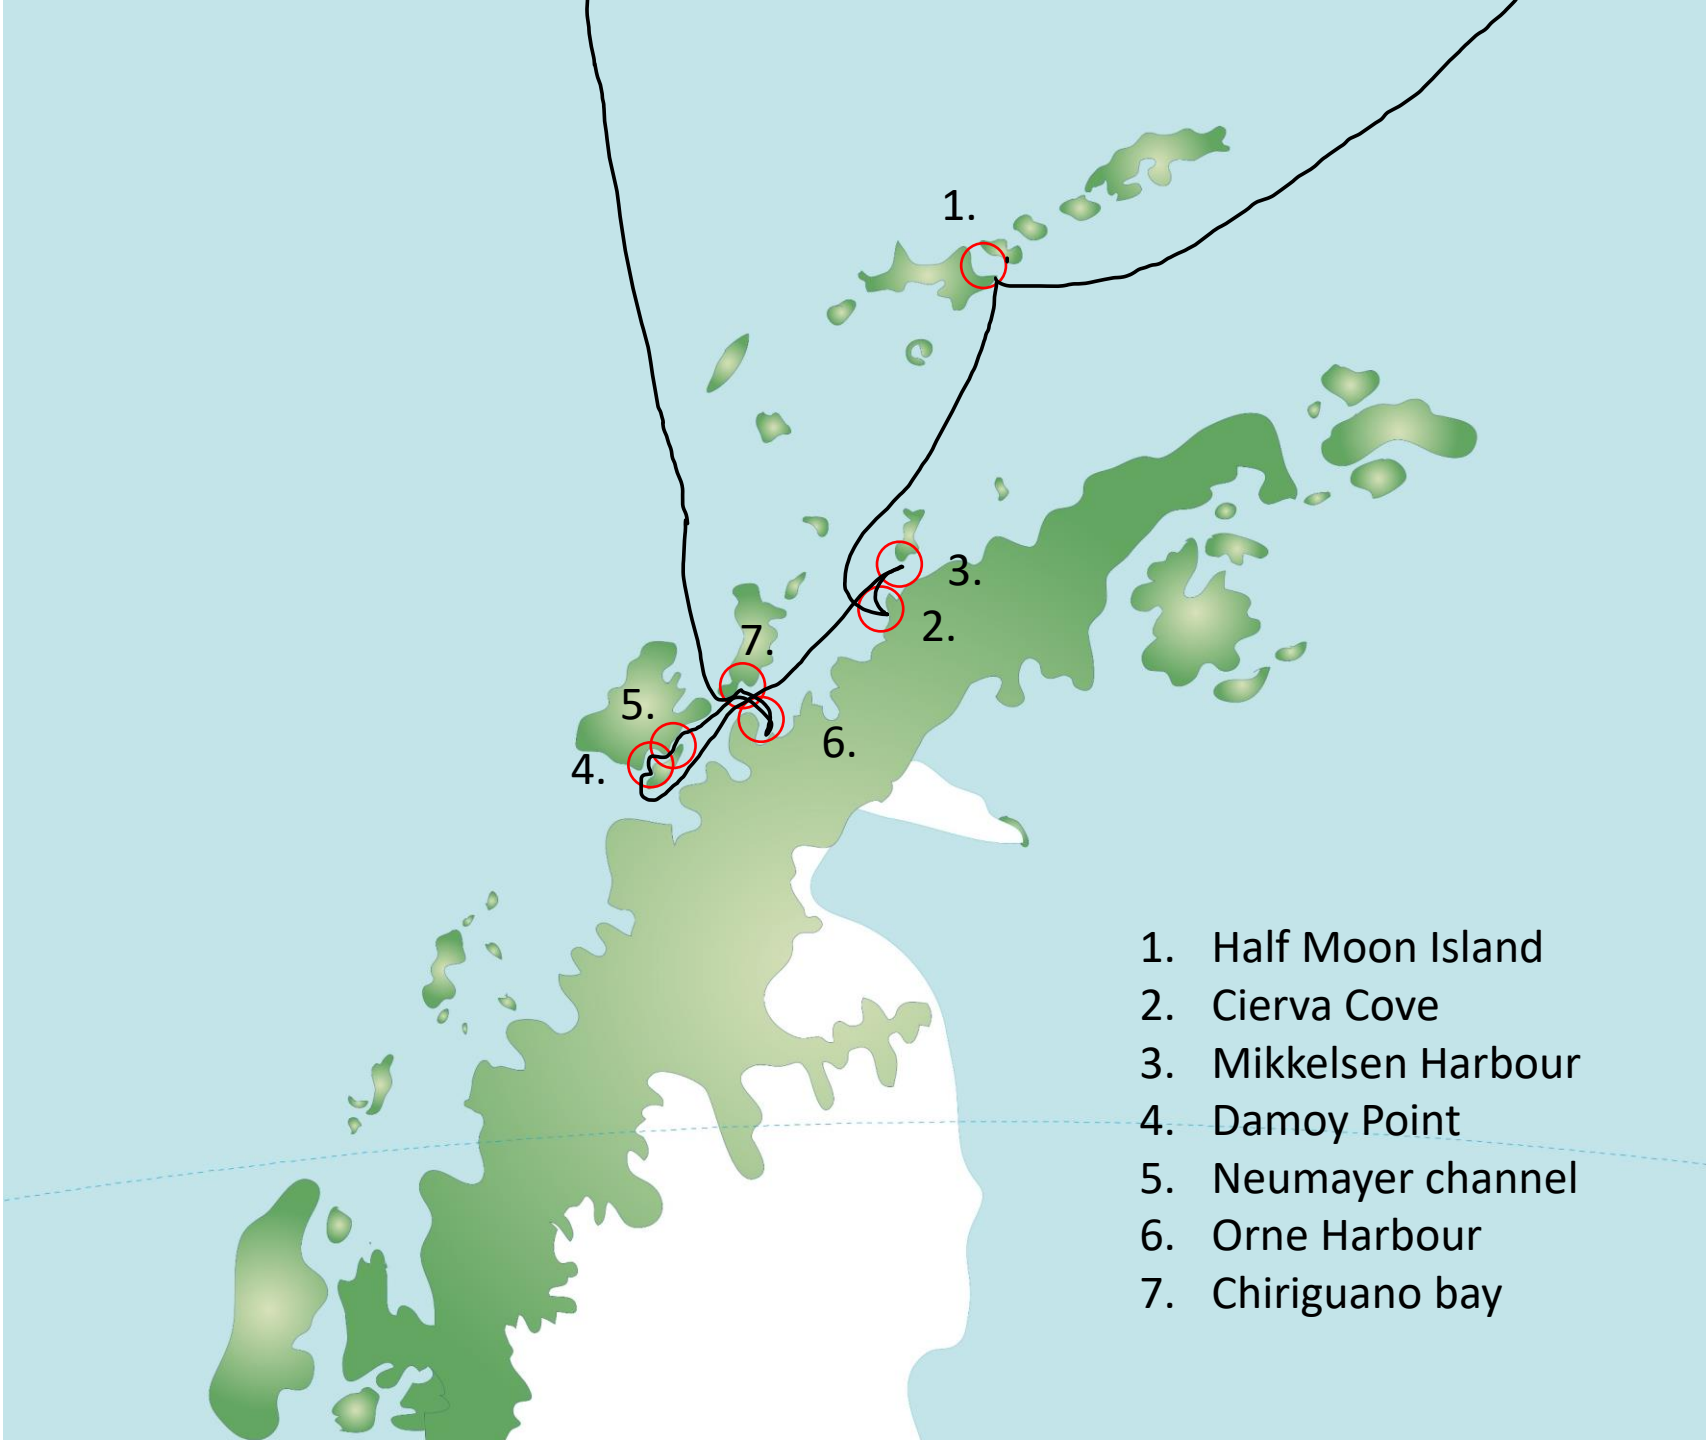 1.
3.
2.
7.
5.
6.
4.
1. Half Moon Island
2. Cierva Cove
3. Mikkelsen Harbour
4. Damoy Point
5. Neumayer channel
6. Orne Harbour
7. Chiriguano bay